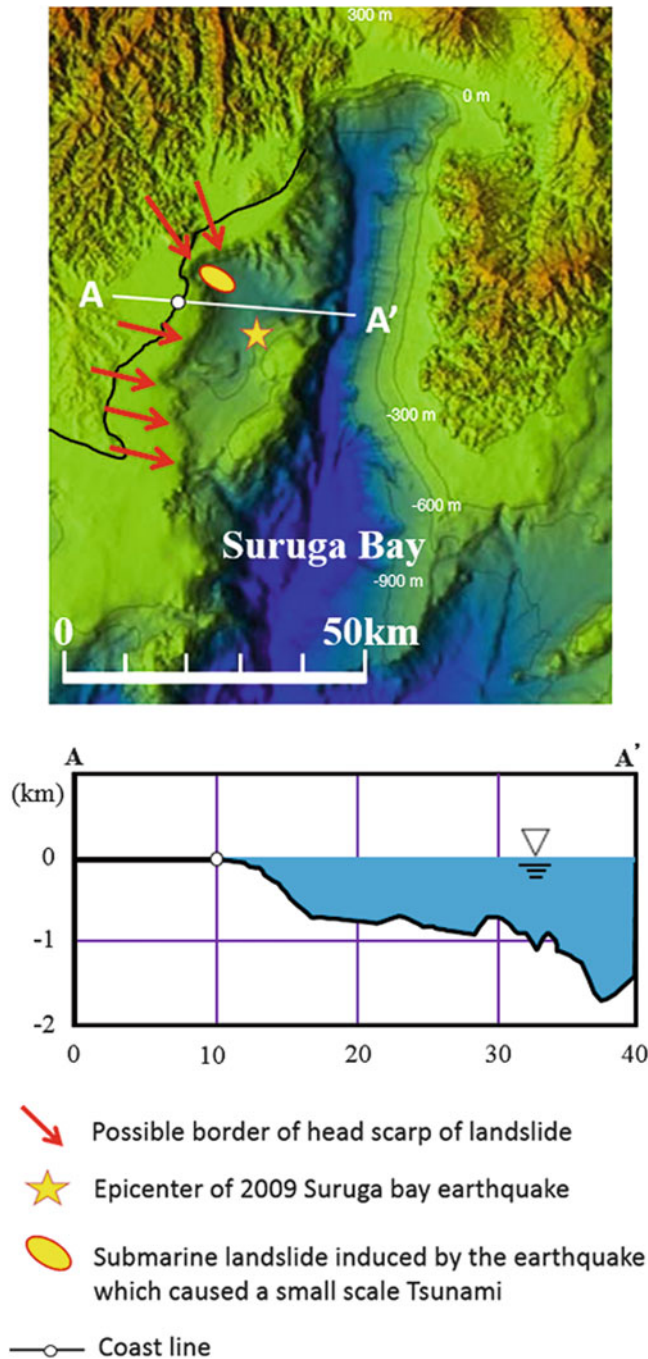 300 m
0 m
A
A'
-300 m
-600 m
Suruga Bay
-900 m
0
50km
A
A'
(km)
0
-1
-2
0
10
20
30
40
Possible border of head scarp of landslide
Epicenter of 2009 Suruga bay earthquake
Submarine landslide induced by the earthquake
which caused a small scale Tsunami
Coast line